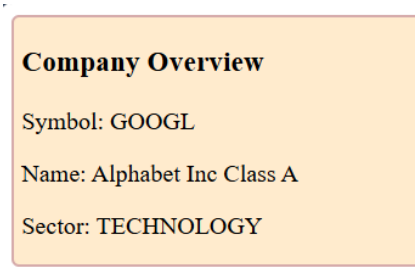 Company Overview
Symbol: GOOGL
Name: Alphabet Inc Class A
Sector: TECHNOLOGY